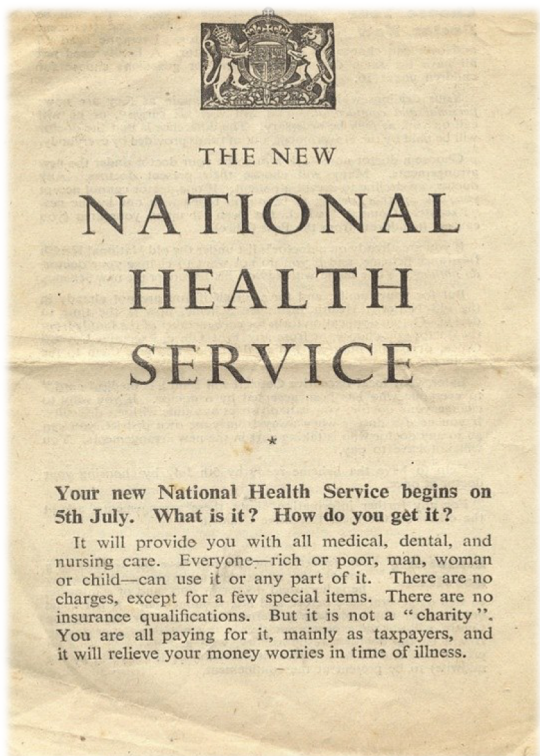 THE NEW
NATIONAL
HEALTH
SERVICE
*
Your new National Health Service begins on
5th July. What is it? How do you get it?
It will provide you with all medical, dental, and
nursing care. Everyone—rich or poor, man, woman
or child—can use it or any part of it. There are no
charges, except for a few special items. There are no
insurance qualifications. But it is not a “charity”.
You are all paying for it, mainly as taxpayers, and
it will relieve your money worries in time of illness.